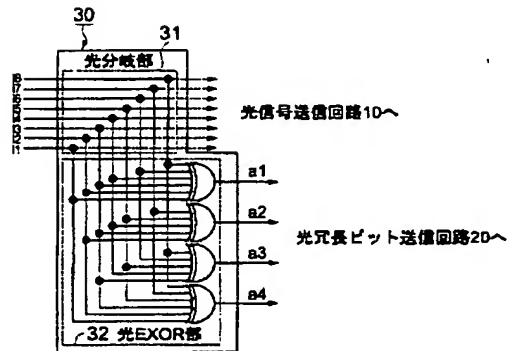 30
光分岐部
31
i8
i7
i6
i5
i4
i3
i2
i1
光信号送信回路10へ
a1
a2
a3
a4
光冗長ビット送信回路20へ
32 光EXOR部